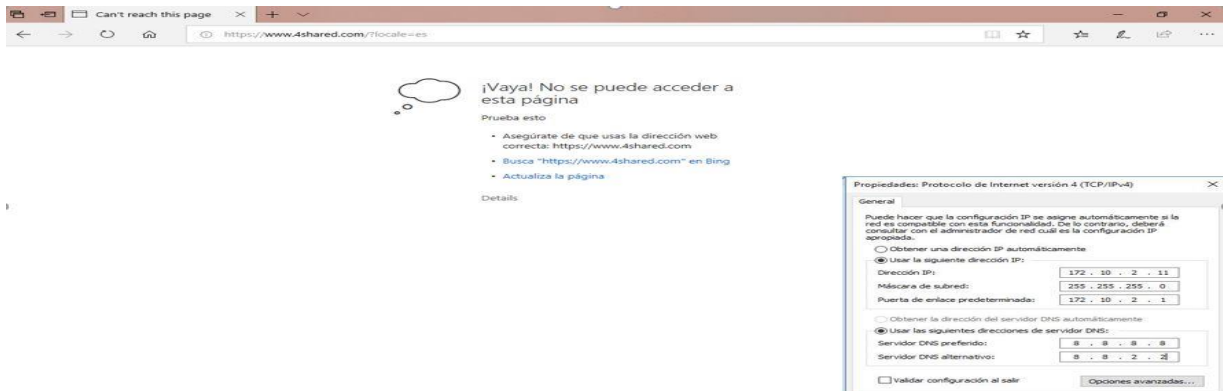 Can't reach this page
https://www.4shared.com/?locale=es
¡Vaya! No se puede acceder a
esta página
Prueba esto
• Asegúrate de que usas la dirección web
correcta: https://www.4shared.com
• Busca "https://www.4shared.com" en Bing
• Actualiza la página
Details
Propiedades: Protocolo de Internet versión 4 (TCP/IPv4)
General
Puede hacer que la configuración IP se asigne automáticamente si la
red es compatible con esta funcionalidad. De lo contrario, deberá
consultar con el administrador de red cuál es la configuración IP
apropiada.
Obtener una dirección IP automáticamente
Usar la siguiente dirección IP:
Dirección IP: 172 . 10 . 2 . 11
Máscara de subred: 255 . 255 . 255 . 0
Puerta de enlace predeterminada: 172 . 10 . 2 . 1
Obtener la dirección del servidor DNS automáticamente
Usar las siguientes direcciones de servidor DNS:
Servidor DNS preferido: 8 . 8 . 8 . 8
Servidor DNS alternativo: 8 . 8 . 2 . 2
Validar configuración al salir
Opciones avanzadas...